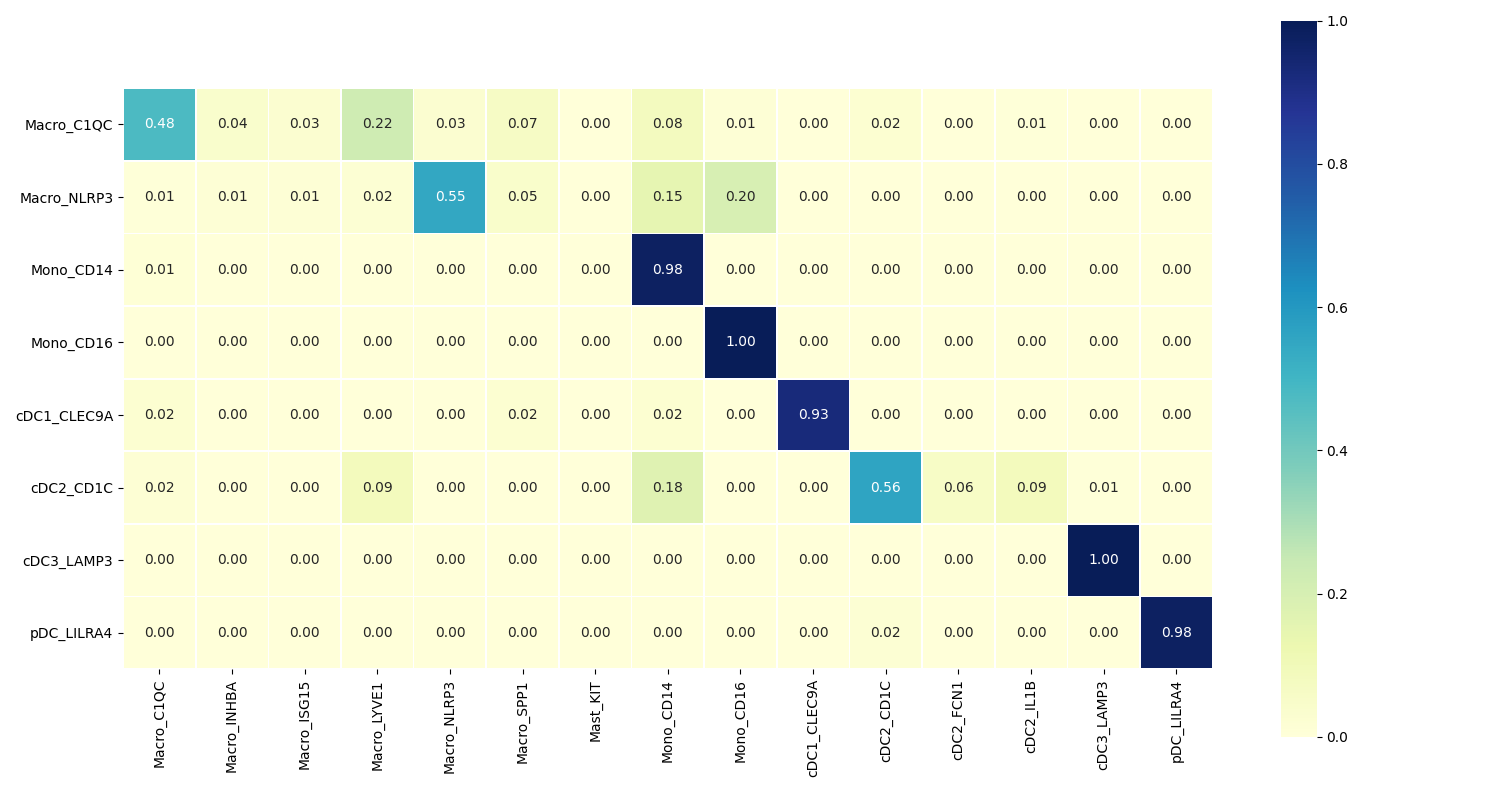 Macro_C1QC 0.48 0.04 0.03 0.22 0.03 0.07 0.00 0.08 0.01 0.00 0.02 0.00 0.01 0.00 0.00
Macro_NLRP3 0.01 0.01 0.01 0.02 0.55 0.05 0.00 0.15 0.20 0.00 0.00 0.00 0.00 0.00 0.00
Mono_CD14 0.01 0.00 0.00 0.00 0.00 0.00 0.00 0.98 0.00 0.00 0.00 0.00 0.00 0.00 0.00
Mono_CD16 0.00 0.00 0.00 0.00 0.00 0.00 0.00 0.00 1.00 0.00 0.00 0.00 0.00 0.00 0.00
cDC1_CLEC9A 0.02 0.00 0.00 0.00 0.00 0.02 0.00 0.02 0.00 0.93 0.00 0.00 0.00 0.00 0.00
cDC2_CD1C 0.02 0.00 0.00 0.09 0.00 0.00 0.00 0.18 0.00 0.00 0.56 0.06 0.09 0.01 0.00
cDC3_LAMP3 0.00 0.00 0.00 0.00 0.00 0.00 0.00 0.00 0.00 0.00 0.00 0.00 0.00 1.00 0.00
pDC_LILRA4 0.00 0.00 0.00 0.00 0.00 0.00 0.00 0.00 0.00 0.00 0.02 0.00 0.00 0.00 0.98
Macro_C1QC
Macro_INHBA
Macro_ISG15
Macro_LYVE1
Macro_NLRP3
Macro_SPP1
Mast_KIT
Mono_CD14
Mono_CD16
cDC1_CLEC9A
cDC2_CD1C
cDC2_FCN1
cDC2_IL1B
cDC3_LAMP3
pDC_LILRA4
1.0
0.8
0.6
0.4
0.2
0.0